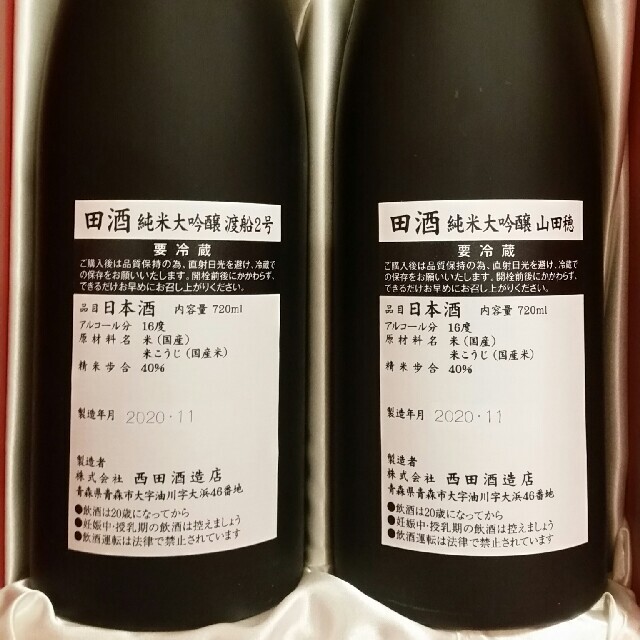 田酒 純米大吟醸 渡船2号
要冷蔵
ご購入後は品質保持の為、直射日光を避け、冷蔵で
の保存をお願いいたします。開栓前後にかかわらず、
できるだけお早めにお召し上がりください。
品目 日本酒 内容量 720ml
アルコール分 16度
原材料名 米（国産）
米こうじ（国産米）
精米歩合 40%
製造年月 2020・11
製造者
株式会社 西田酒造店
青森県青森市大字油川字大浜46番地
●飲酒は20歳になってから
●妊娠中・授乳期の飲酒は控えましょう
●飲酒運転は法律で禁止されています
田酒 純米大吟醸 山田穂
要冷蔵
ご購入後は品質保持の為、直射日光を避け、冷蔵で
の保存をお願いいたします。開栓前後にかかわらず、
できるだけお早めにお召し上がりください。
品目 日本酒 内容量 720ml
アルコール分 16度
原材料名 米（国産）
米こうじ（国産米）
精米歩合 40%
製造年月 2020・11
製造者
株式会社 西田酒造店
青森県青森市大字油川字大浜46番地
●飲酒は20歳になってから
●妊娠中・授乳期の飲酒は控えましょう
●飲酒運転は法律で禁止されています